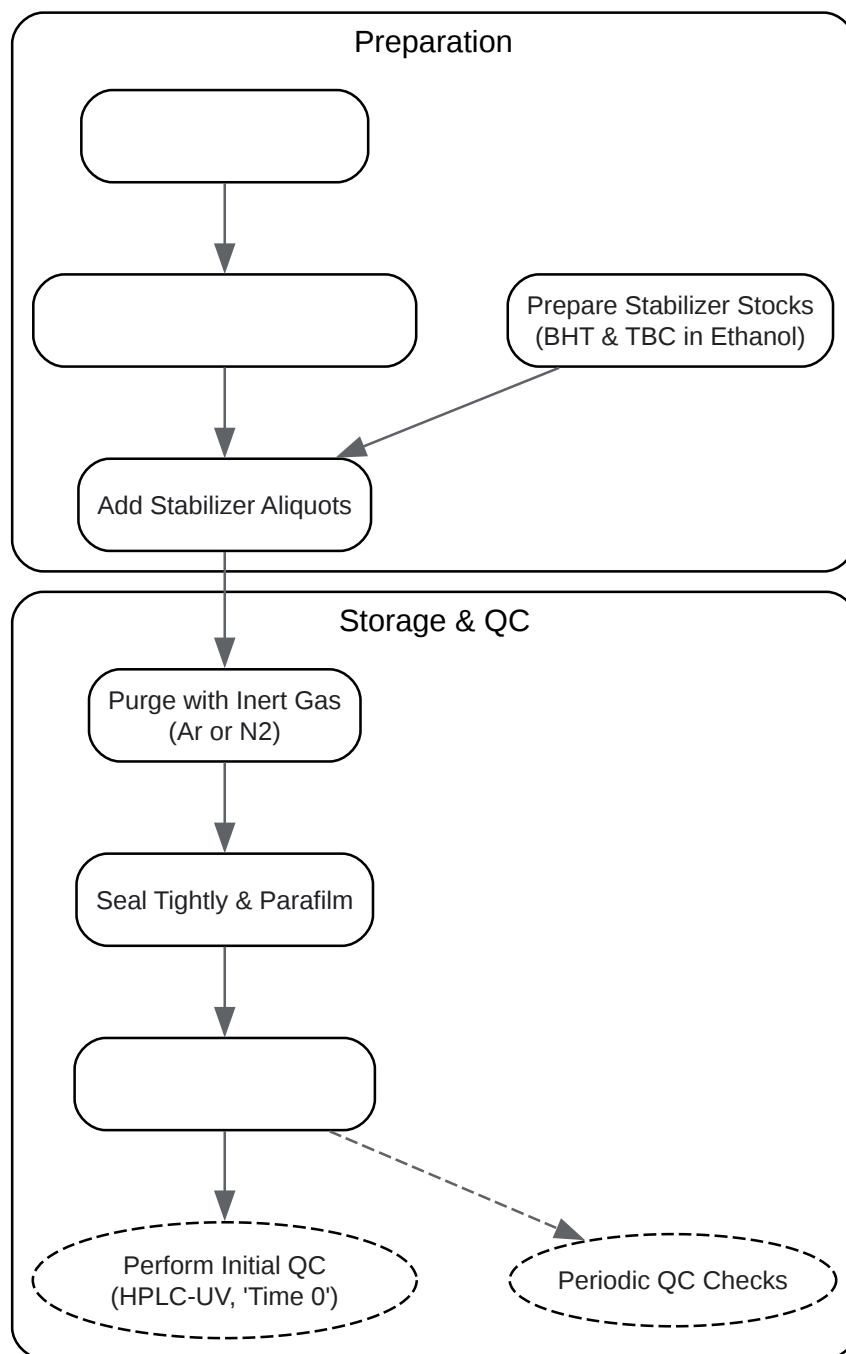 Preparation
Prepare Stabilizer Stocks
(BHT & TBC in Ethanol)
Add Stabilizer Aliquots
Storage & QC
Purge with Inert Gas
(Ar or N2)
Seal Tightly & Parafilm
Perform Initial QC
(HPLC-UV, 'Time 0')
Periodic QC Checks